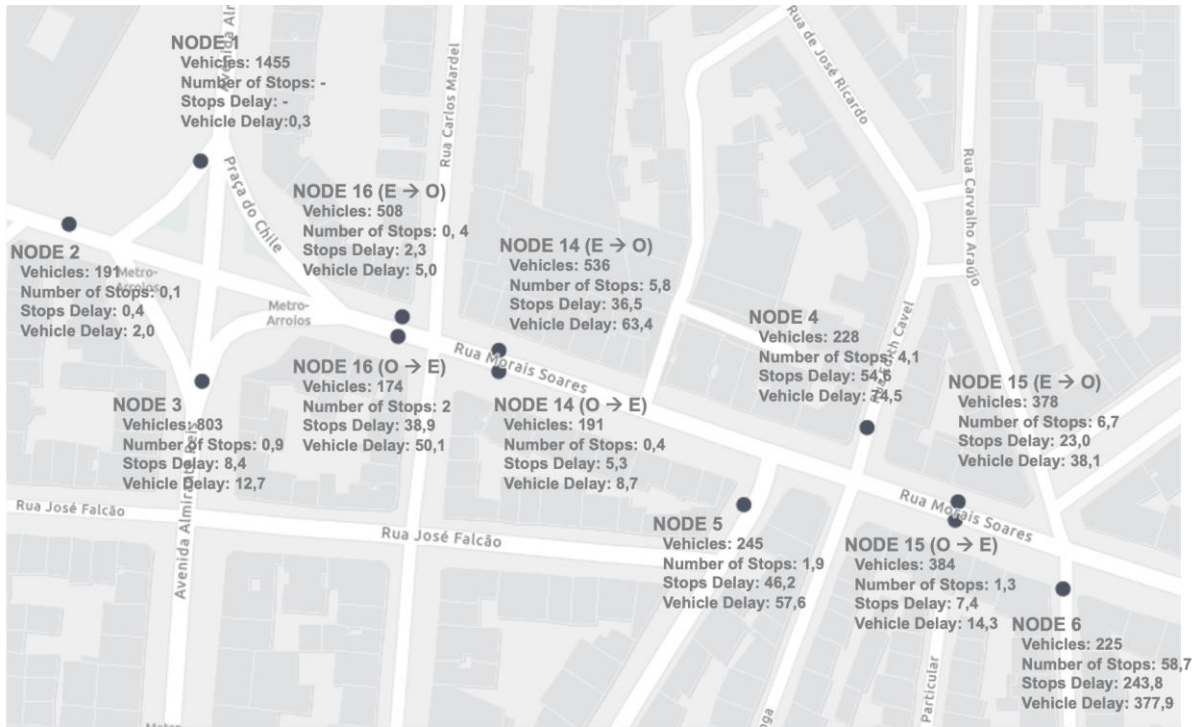 NODE 1
Vehicles: 1455
Number of Stops: -
Stops Delay: -
Vehicle Delay:0,3
Praça do Chile
Rua Carlos Mardel
Rua de José Ricardo
Rua Carvalho Araújo
NODE 16 (E → O)
Vehicles: 508
Number of Stops: 0, 4
Stops Delay: 2,3
Vehicle Delay: 5,0
NODE 2
Vehicles: 191
Number of Stops: 0,1
Stops Delay: 0,4
Vehicle Delay: 2,0
Metro-
Arroios
Metro-
Arroios
NODE 14 (E → O)
Vehicles: 536
Number of Stops: 5,8
Stops Delay: 36,5
Vehicle Delay: 63,4
NODE 4
Vehicles: 228
Number of Stops: 4,1
Stops Delay:
Vehicle Delay: 74,5
Rua Morais Soares
NODE 16 (O → E)
Vehicles: 174
Number of Stops: 2
Stops Delay: 38,9
Vehicle Delay: 50,1
NODE 3
Vehicles: 803
Number of Stops: 0,9
Stops Delay: 8,4
Vehicle Delay: 12,7
NODE 14 (O → E)
Vehicles: 191
Number of Stops: 0,4
Stops Delay: 5,3
Vehicle Delay: 8,7
NODE 15 (E → O)
Vehicles: 378
Number of Stops: 6,7
Stops Delay: 23,0
Vehicle Delay: 38,1
Rua Morais Soares
Rua José Falcão
Rua José Falcão
Avenida Almirante
NODE 5
Vehicles: 245
Number of Stops: 1,9
Stops Delay: 46,2
Vehicle Delay: 57,6
NODE 15 (O → E)
Vehicles: 384
Number of Stops: 1,3
Stops Delay: 7,4
Vehicle Delay: 14,3
NODE 6
Vehicles: 225
Number of Stops: 58,7
Stops Delay: 243,8
Vehicle Delay: 377,9
Particular